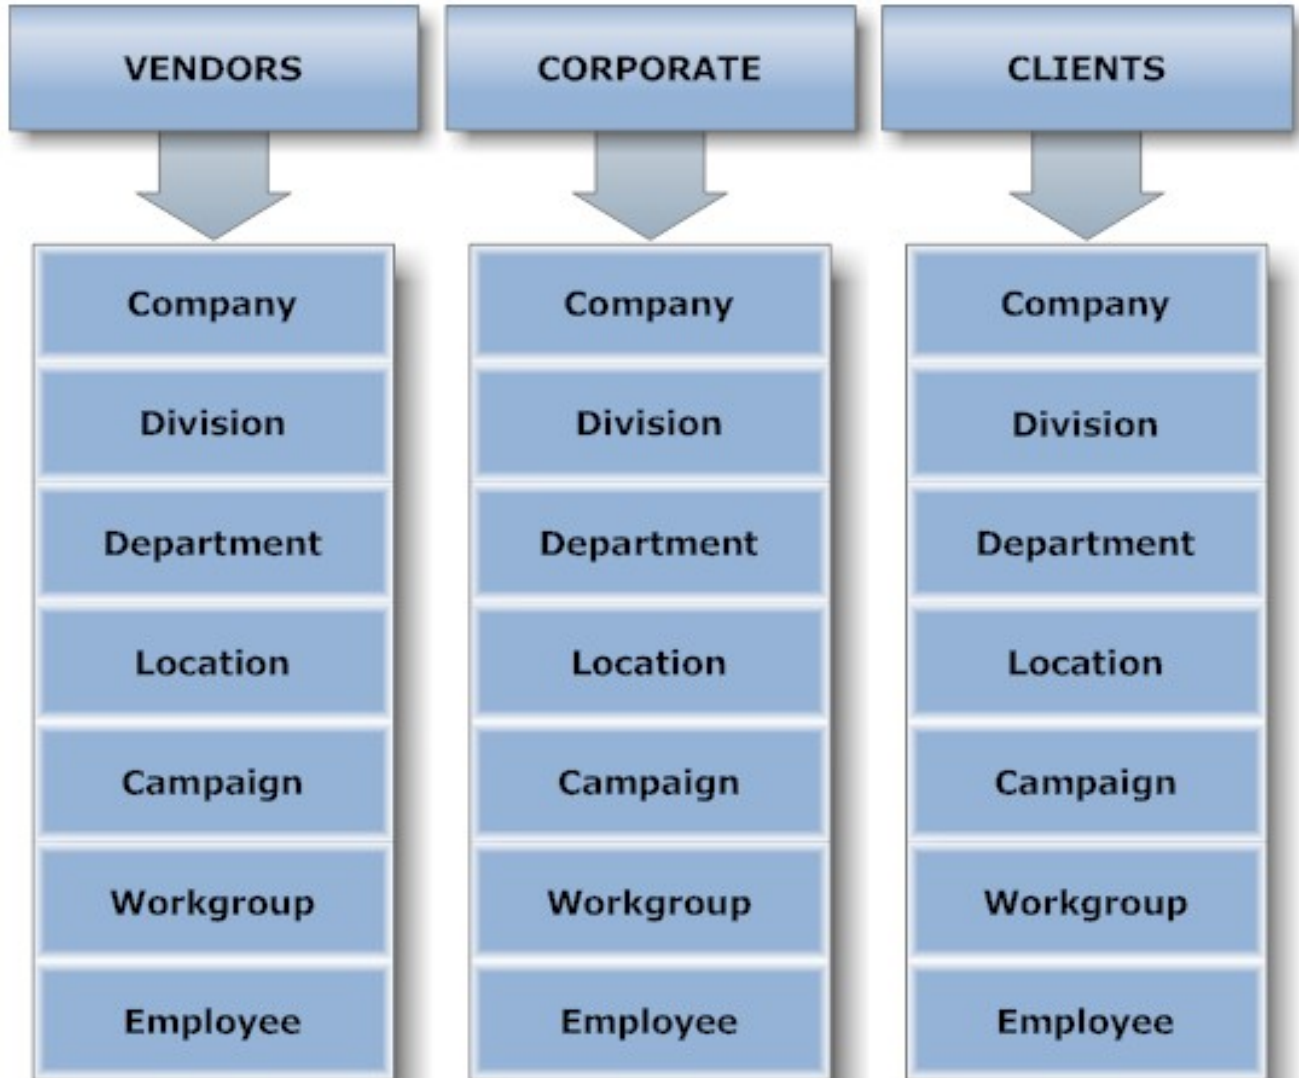 VENDORS CORPORATE CLIENTS
Company Company Company
Division Division Division
Department Department Department
Location Location Location
Campaign Campaign Campaign
Workgroup Workgroup Workgroup
Employee Employee Employee